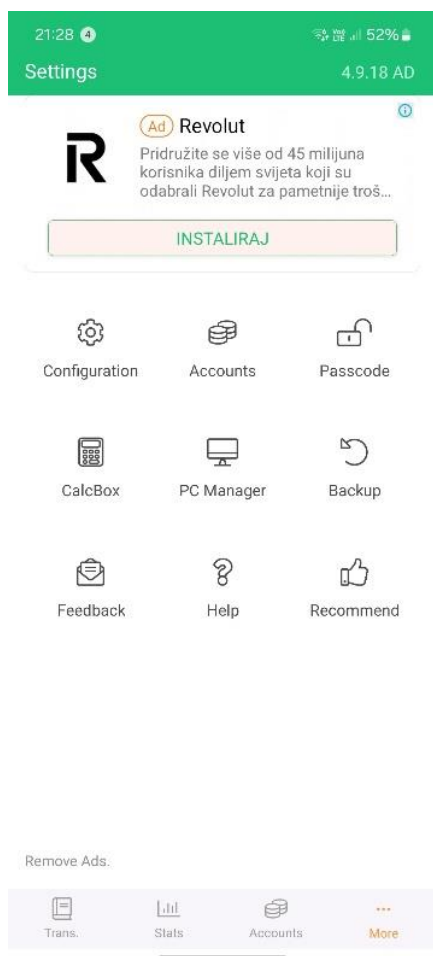 21:28 4 52%
Settings 4.9.18 AD
Ad Revolut
Pridružite se više od 45 milijuna
korisnika diljem svijeta koji su
odabrali Revolut za pametnije troš...
INSTALIRAJ
Configuration Accounts Passcode
CalcBox PC Manager Backup
Feedback Help Recommend
Remove Ads.
Trans. Stats Accounts More